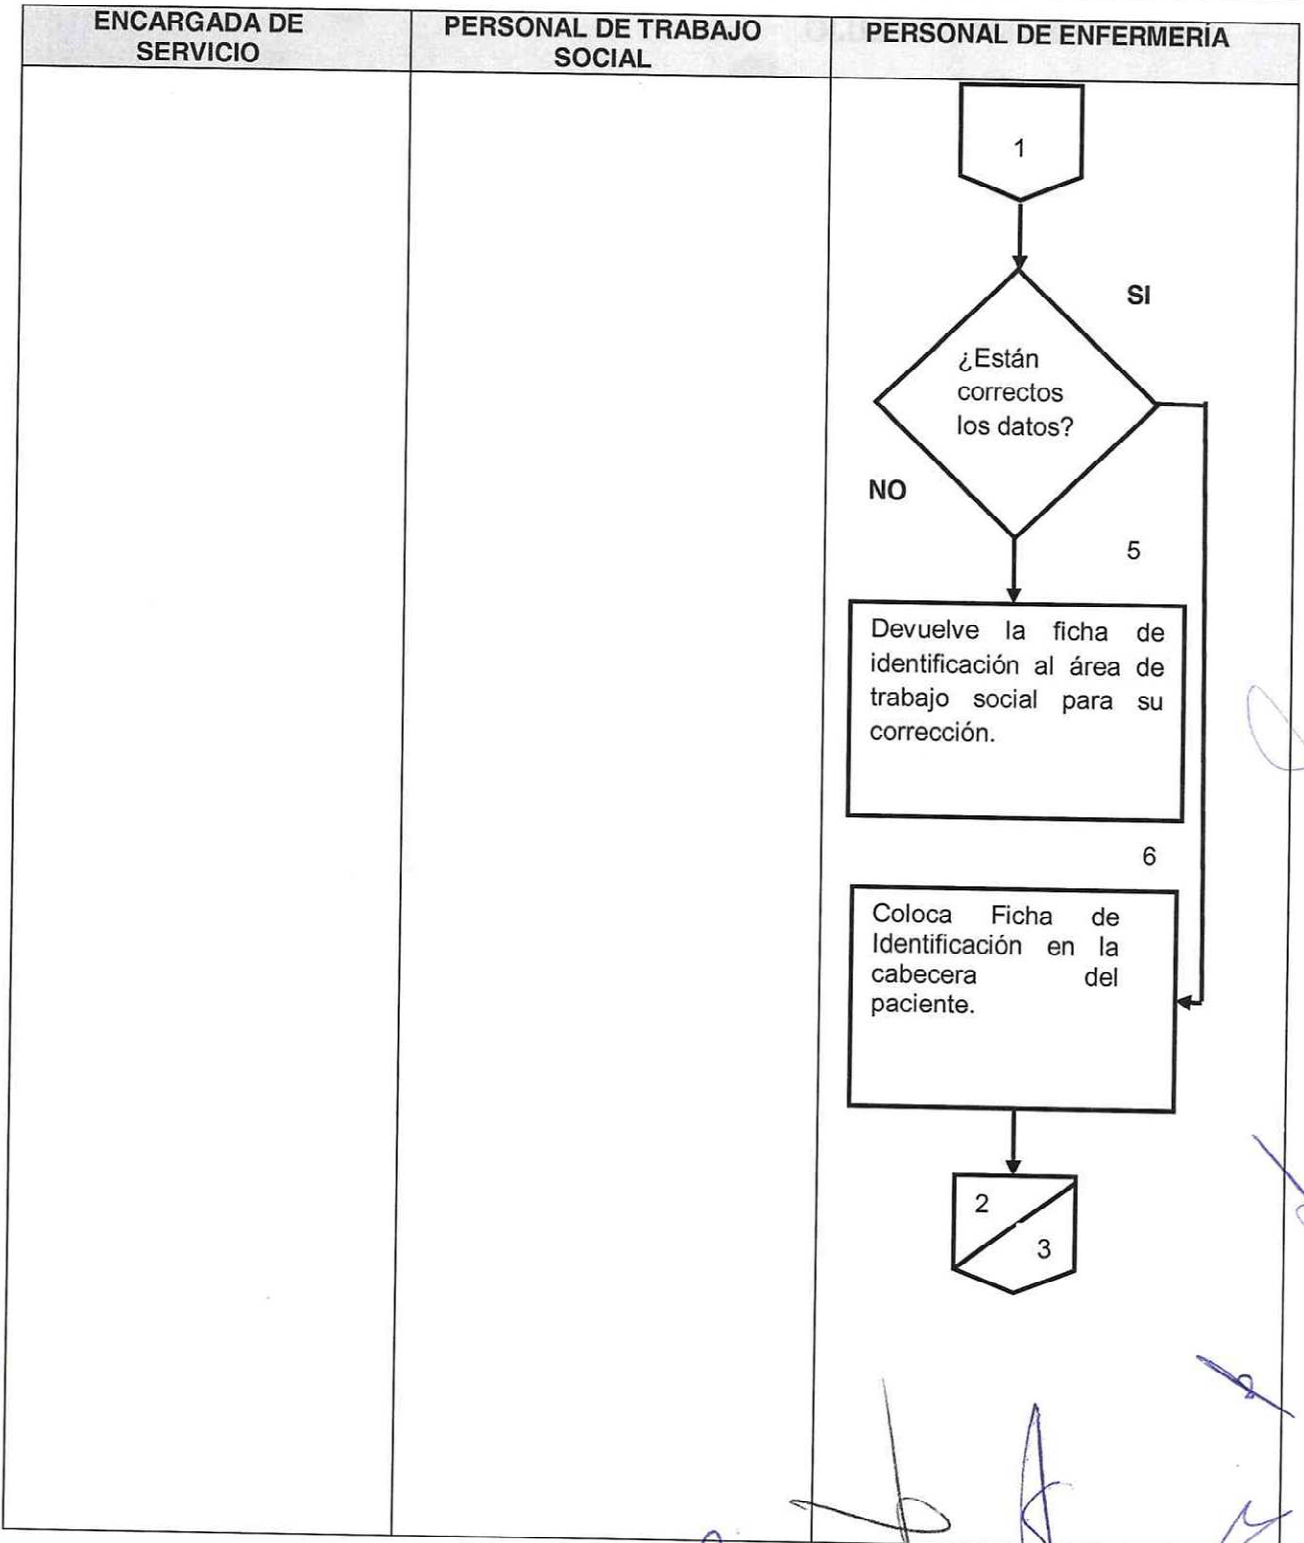 ENCARGADA DE
SERVICIO
PERSONAL DE TRABAJO
SOCIAL
PERSONAL DE ENFERMERÍA
1
SI
¿Están
correctos
los datos?
NO
5
Devuelve la ficha de
identificación al área de
trabajo social para su
corrección.
6
Coloca Ficha de
Identificación en la
cabecera del
paciente.
2
3